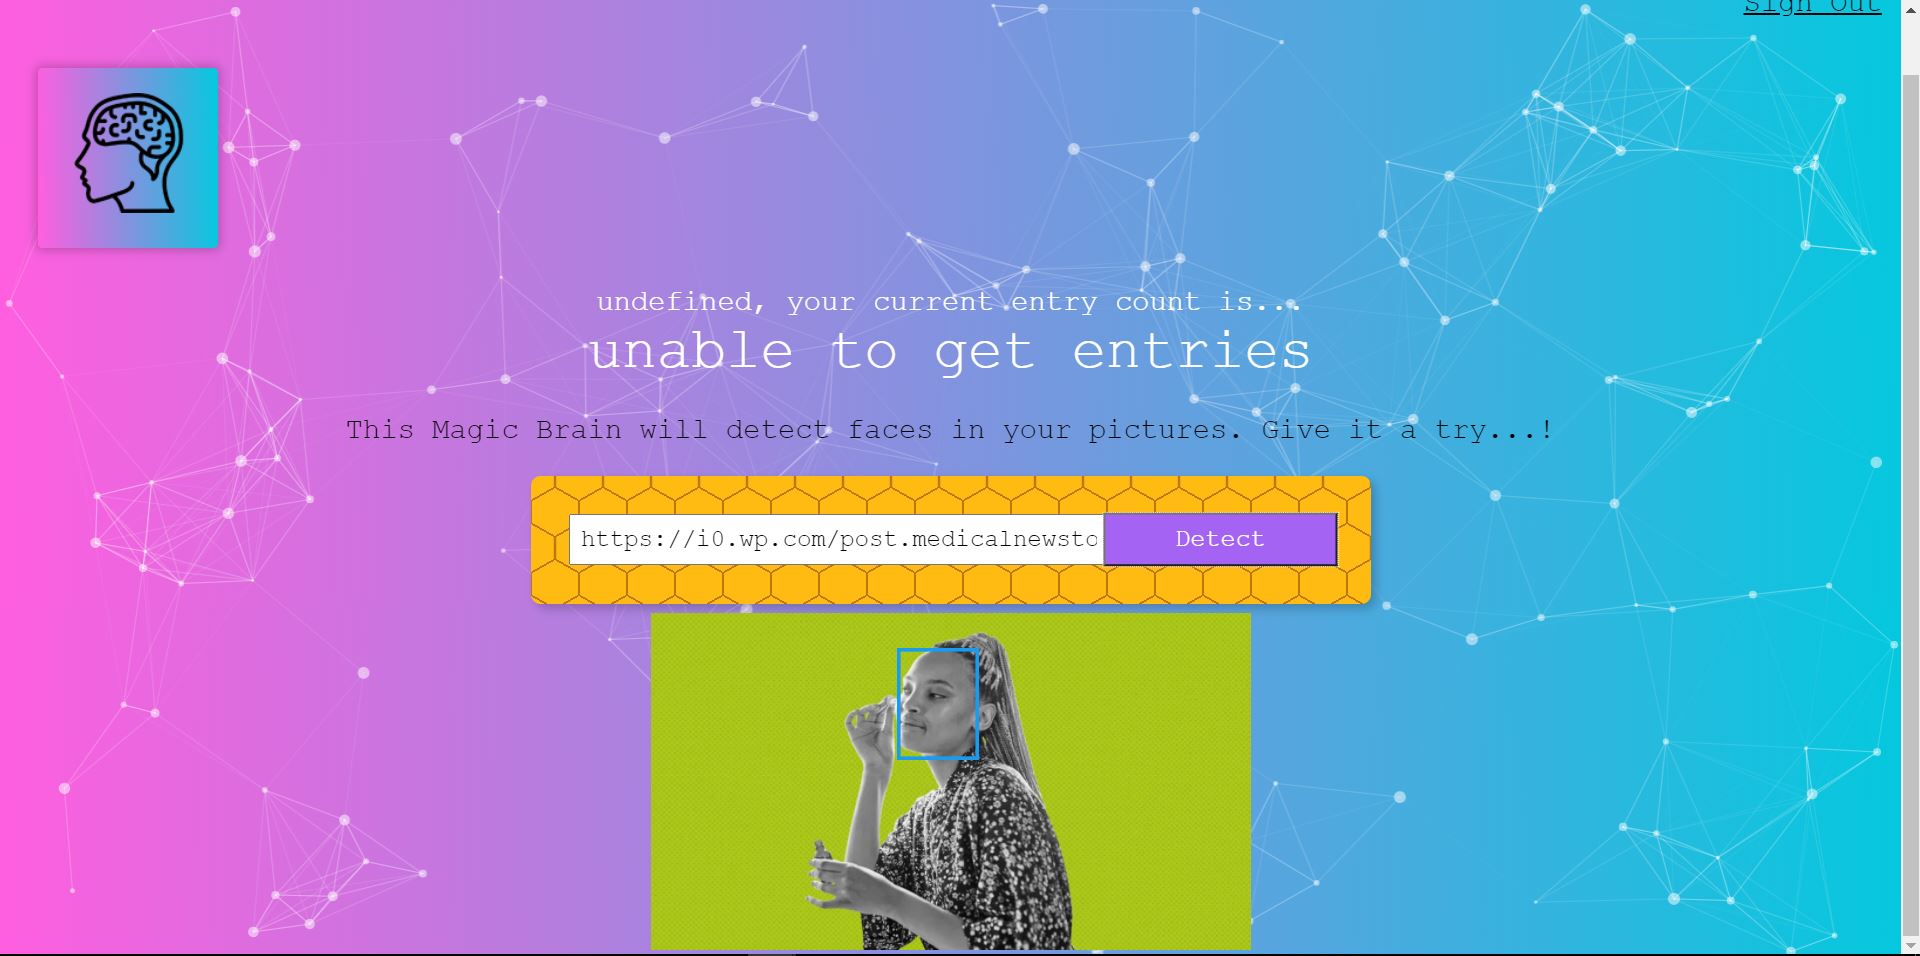 Sign Out
undefined, your current entry count is...
unable to get entries
This Magic Brain will detect faces in your pictures. Give it a try...!
https://i0.wp.com/post.medicalnewsto
Detect